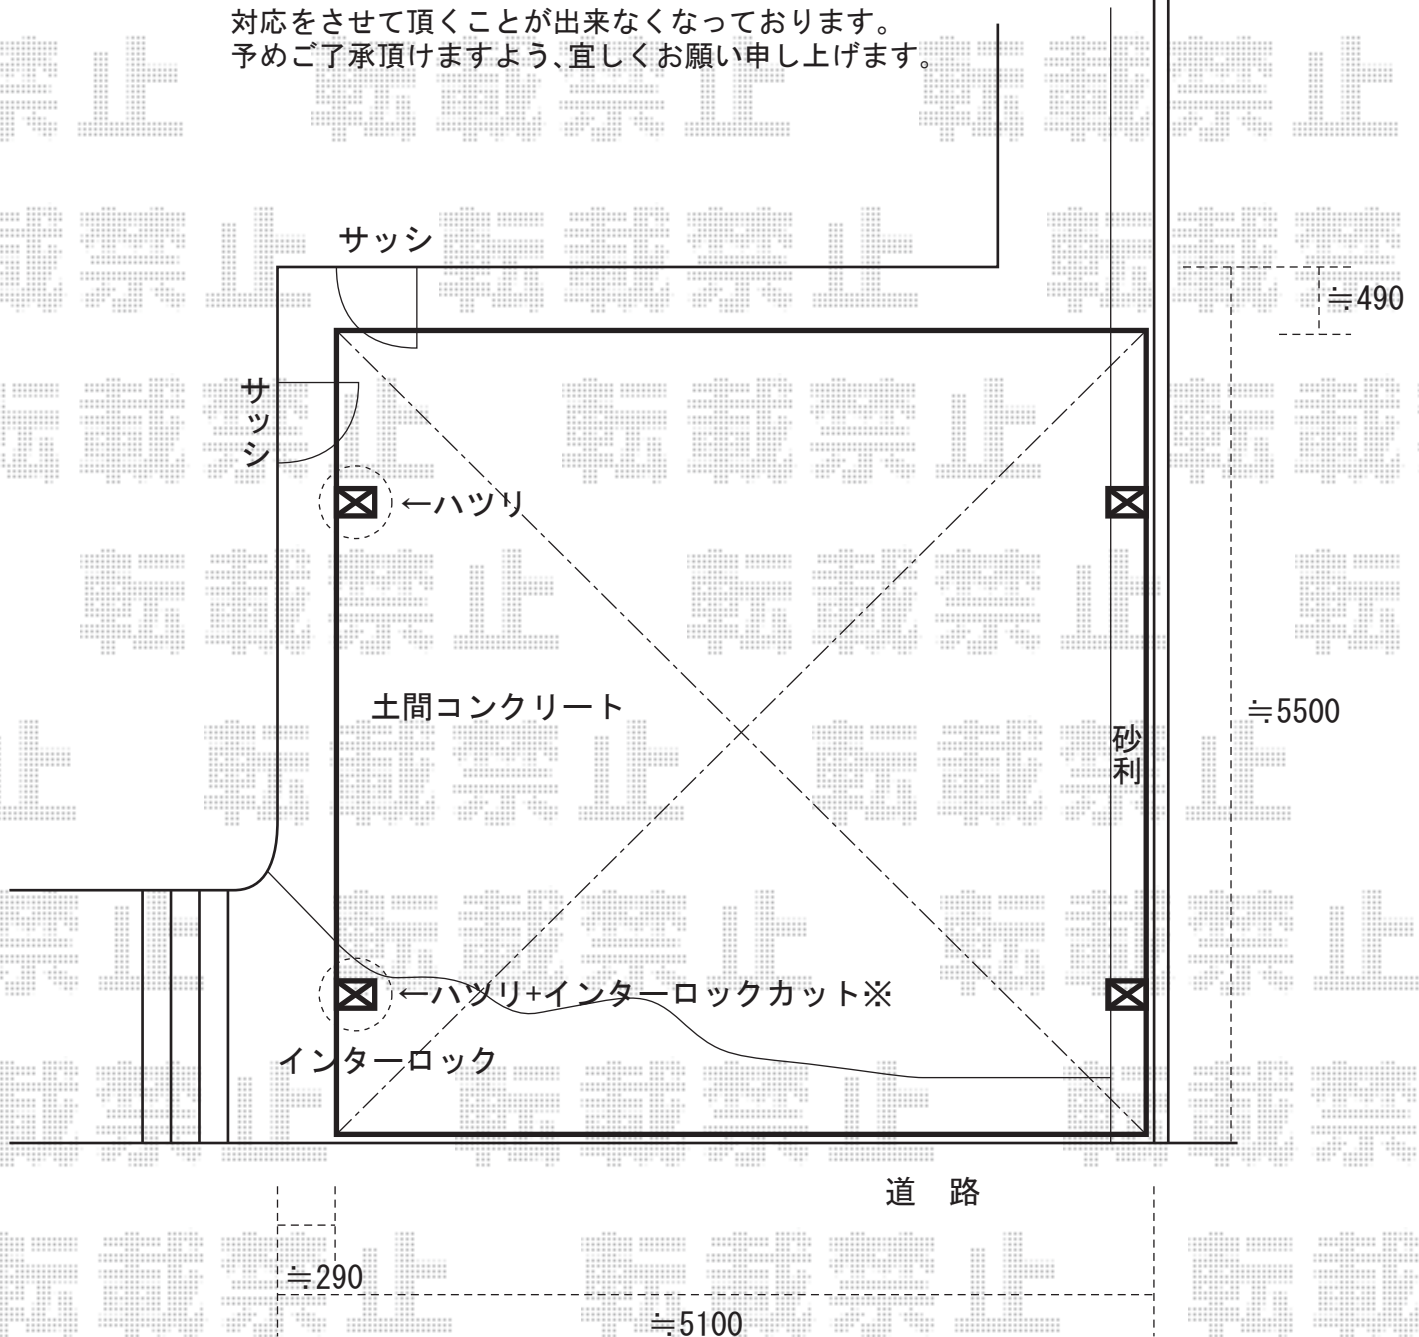 対応をさせて頂くことが出来なくなっております。
予めご了承頂けますよう、宜しくお願い申し上げます。
サッシ
≒490
サッシ
←ハツリ
土間コンクリート
≒5500
砂利
←ハツリ+インターロックカット※
インターロック
道 路
≒290
≒5100
転載禁止